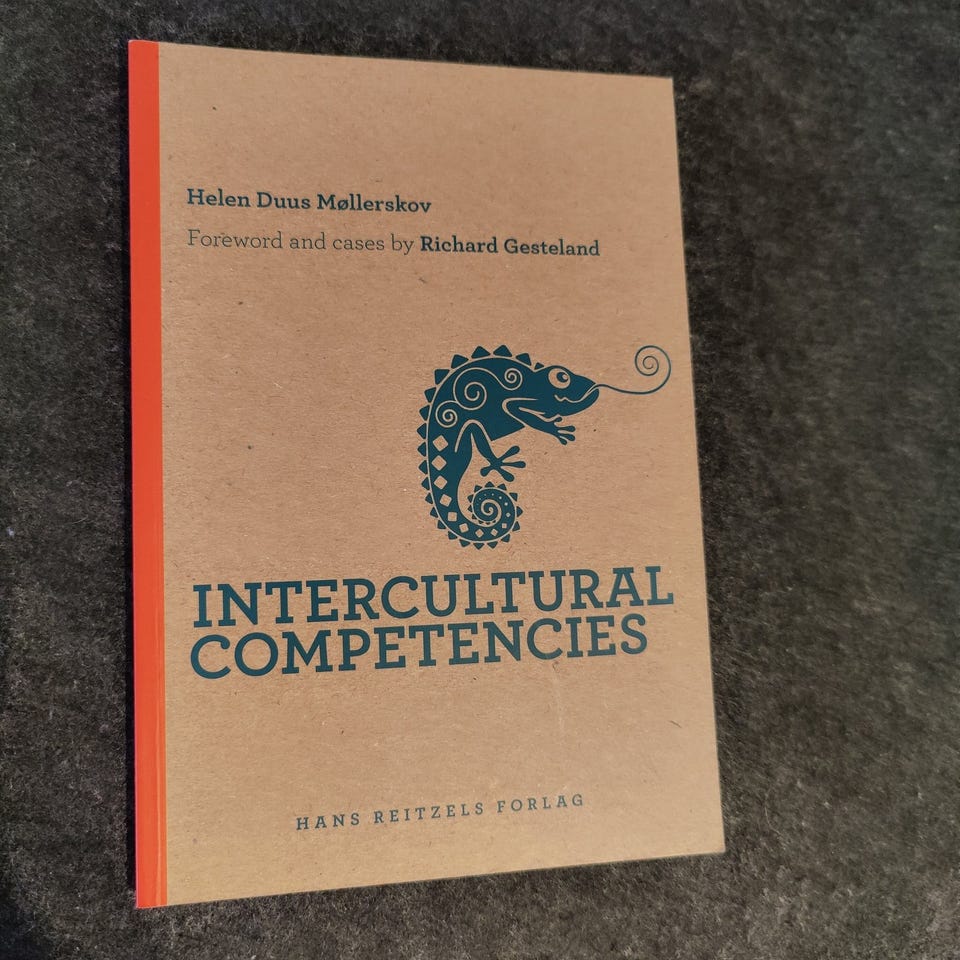 Helen Duus Møllerskov
Foreword and cases by Richard Gesteland
INTERCULTURAL
COMPETENCIES
HANS REITZELS FORLAG